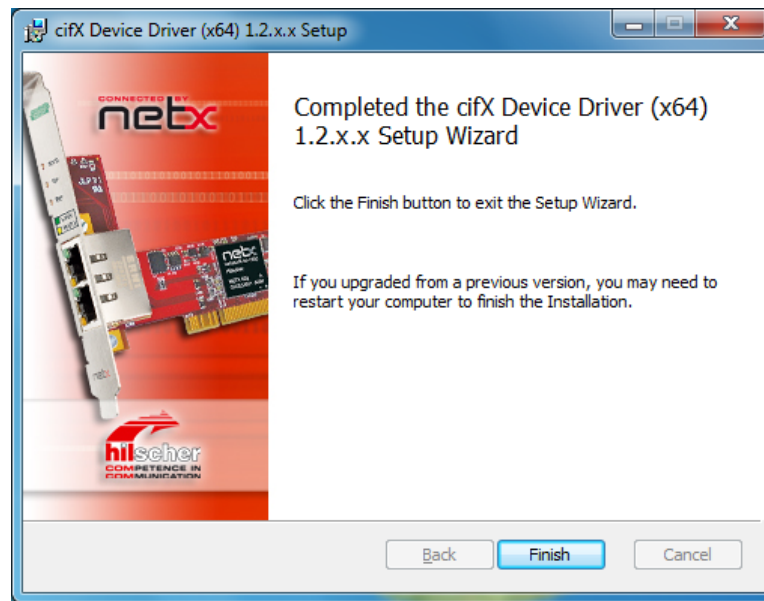 cifX Device Driver (x64) 1.2.x.x Setup
CONNECTED BY
netx
Completed the cifX Device Driver (x64)
1.2.x.x Setup Wizard
Click the Finish button to exit the Setup Wizard.
netx
If you upgraded from a previous version, you may need to
restart your computer to finish the Installation.
netx
hilscher
COMPETENCE IN
COMMUNICATION
Back
Finish
Cancel